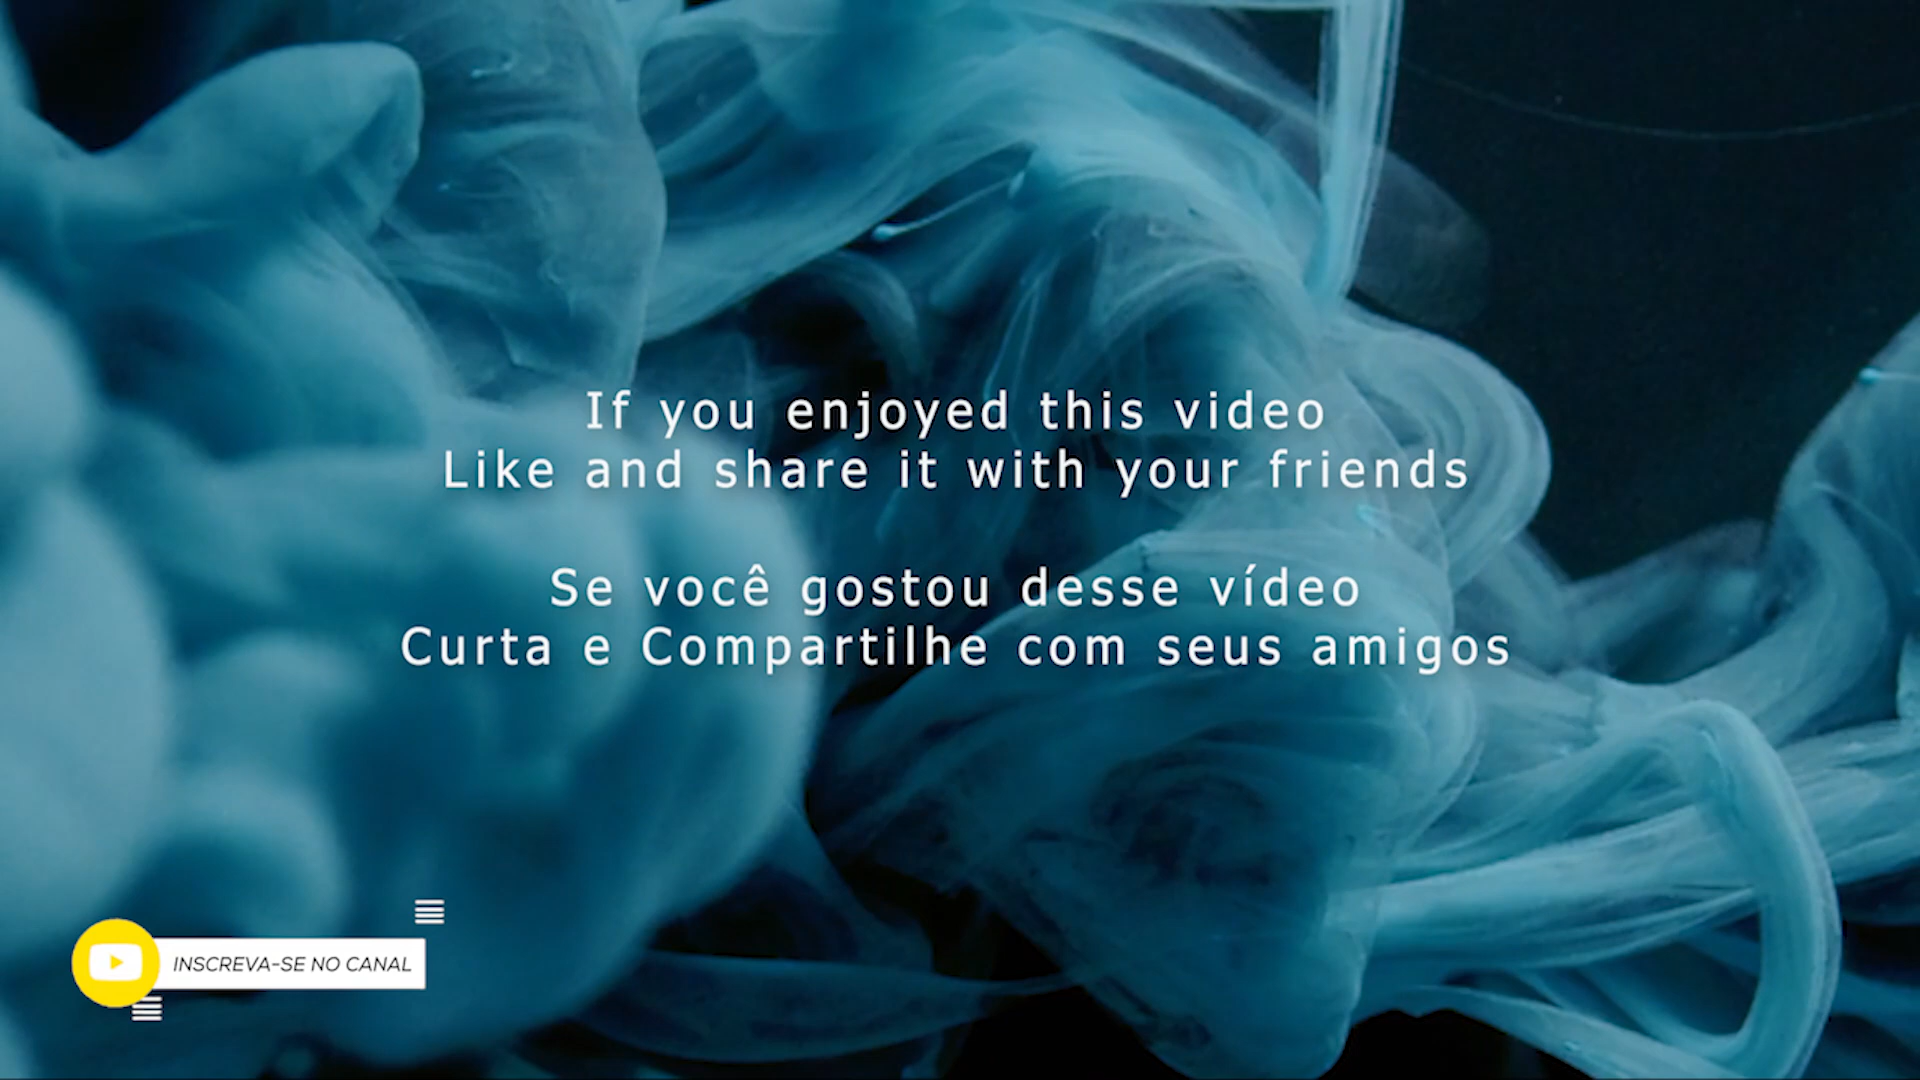 If you enjoyed this video
Like and share it with your friends
Se você gostou desse vídeo
Curta e Compartilhe com seus amigos
INSCREVA-SE NO CANAL